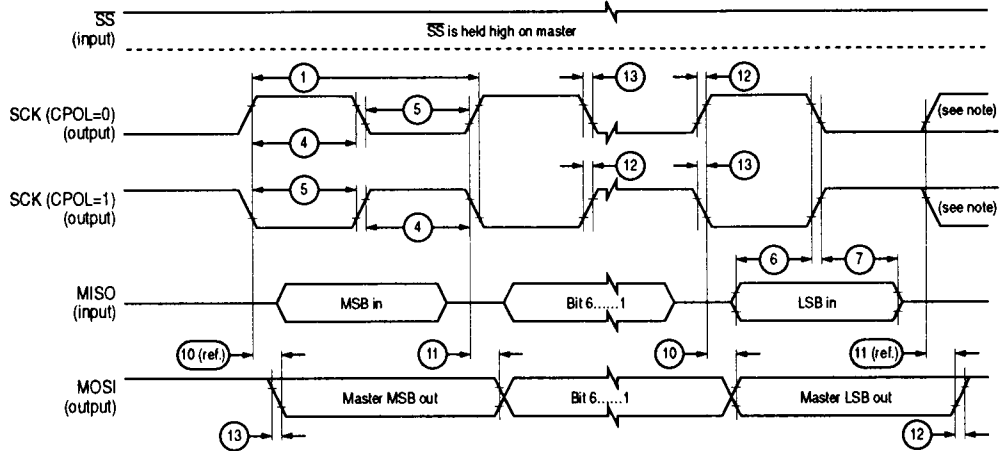 SS
(input)
SS is held high on master
1
13
12
SCK (CPOL=0)
(output)
5
4
(see note)
12
13
SCK (CPOL=1)
(output)
5
4
(see note)
6
7
MISO
(input)
MSB in
Bit 6......1
LSB in
10 (ref.)
11
10
11 (ref.)
MOSI
(output)
Master MSB out
Bit 6......1
Master LSB out
13
12